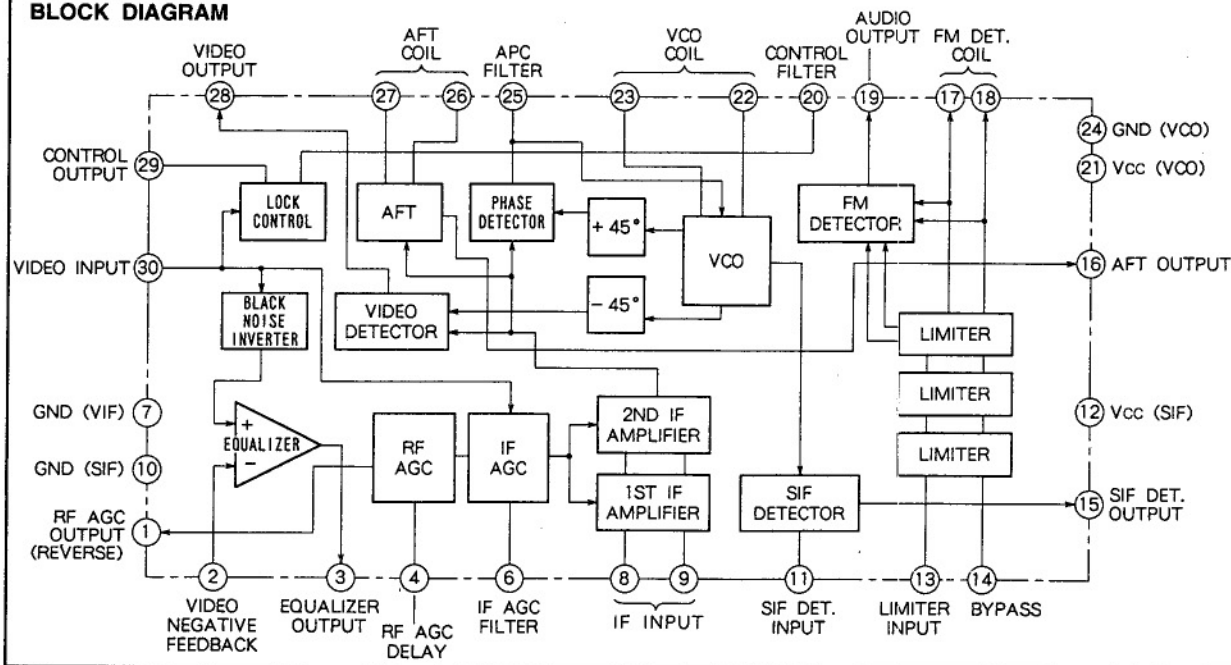 BLOCK DIAGRAM
VIDEO
OUTPUT
28
AFT
COIL
27
26
APC
FILTER
25
VCO
COIL
23
22
CONTROL
FILTER
20
AUDIO
OUTPUT
19
FM DET.
COIL
17
18
24 GND (VCO)
21 Vcc (VCO)
CONTROL
OUTPUT
29
LOCK
CONTROL
AFT
PHASE
DETECTOR
+ 45°
VCO
FM
DETECTOR
VIDEO INPUT 30
16 AFT OUTPUT
BLACK
NOISE
INVERTER
VIDEO
DETECTOR
- 45°
LIMITER
LIMITER
LIMITER
GND (VIF) 7
12 Vcc (SIF)
+
EQUALIZER
-
RF
AGC
IF
AGC
2ND IF
AMPLIFIER
1ST IF
AMPLIFIER
SIF
DETECTOR
GND (SIF) 10
15 SIF DET.
OUTPUT
RF AGC
OUTPUT
(REVERSE)
1
2
VIDEO
NEGATIVE
FEEDBACK
3
EQUALIZER
OUTPUT
4
RF AGC
DELAY
6
IF AGC
FILTER
8
9
IF INPUT
11
SIF DET.
INPUT
13
LIMITER
INPUT
14
BYPASS